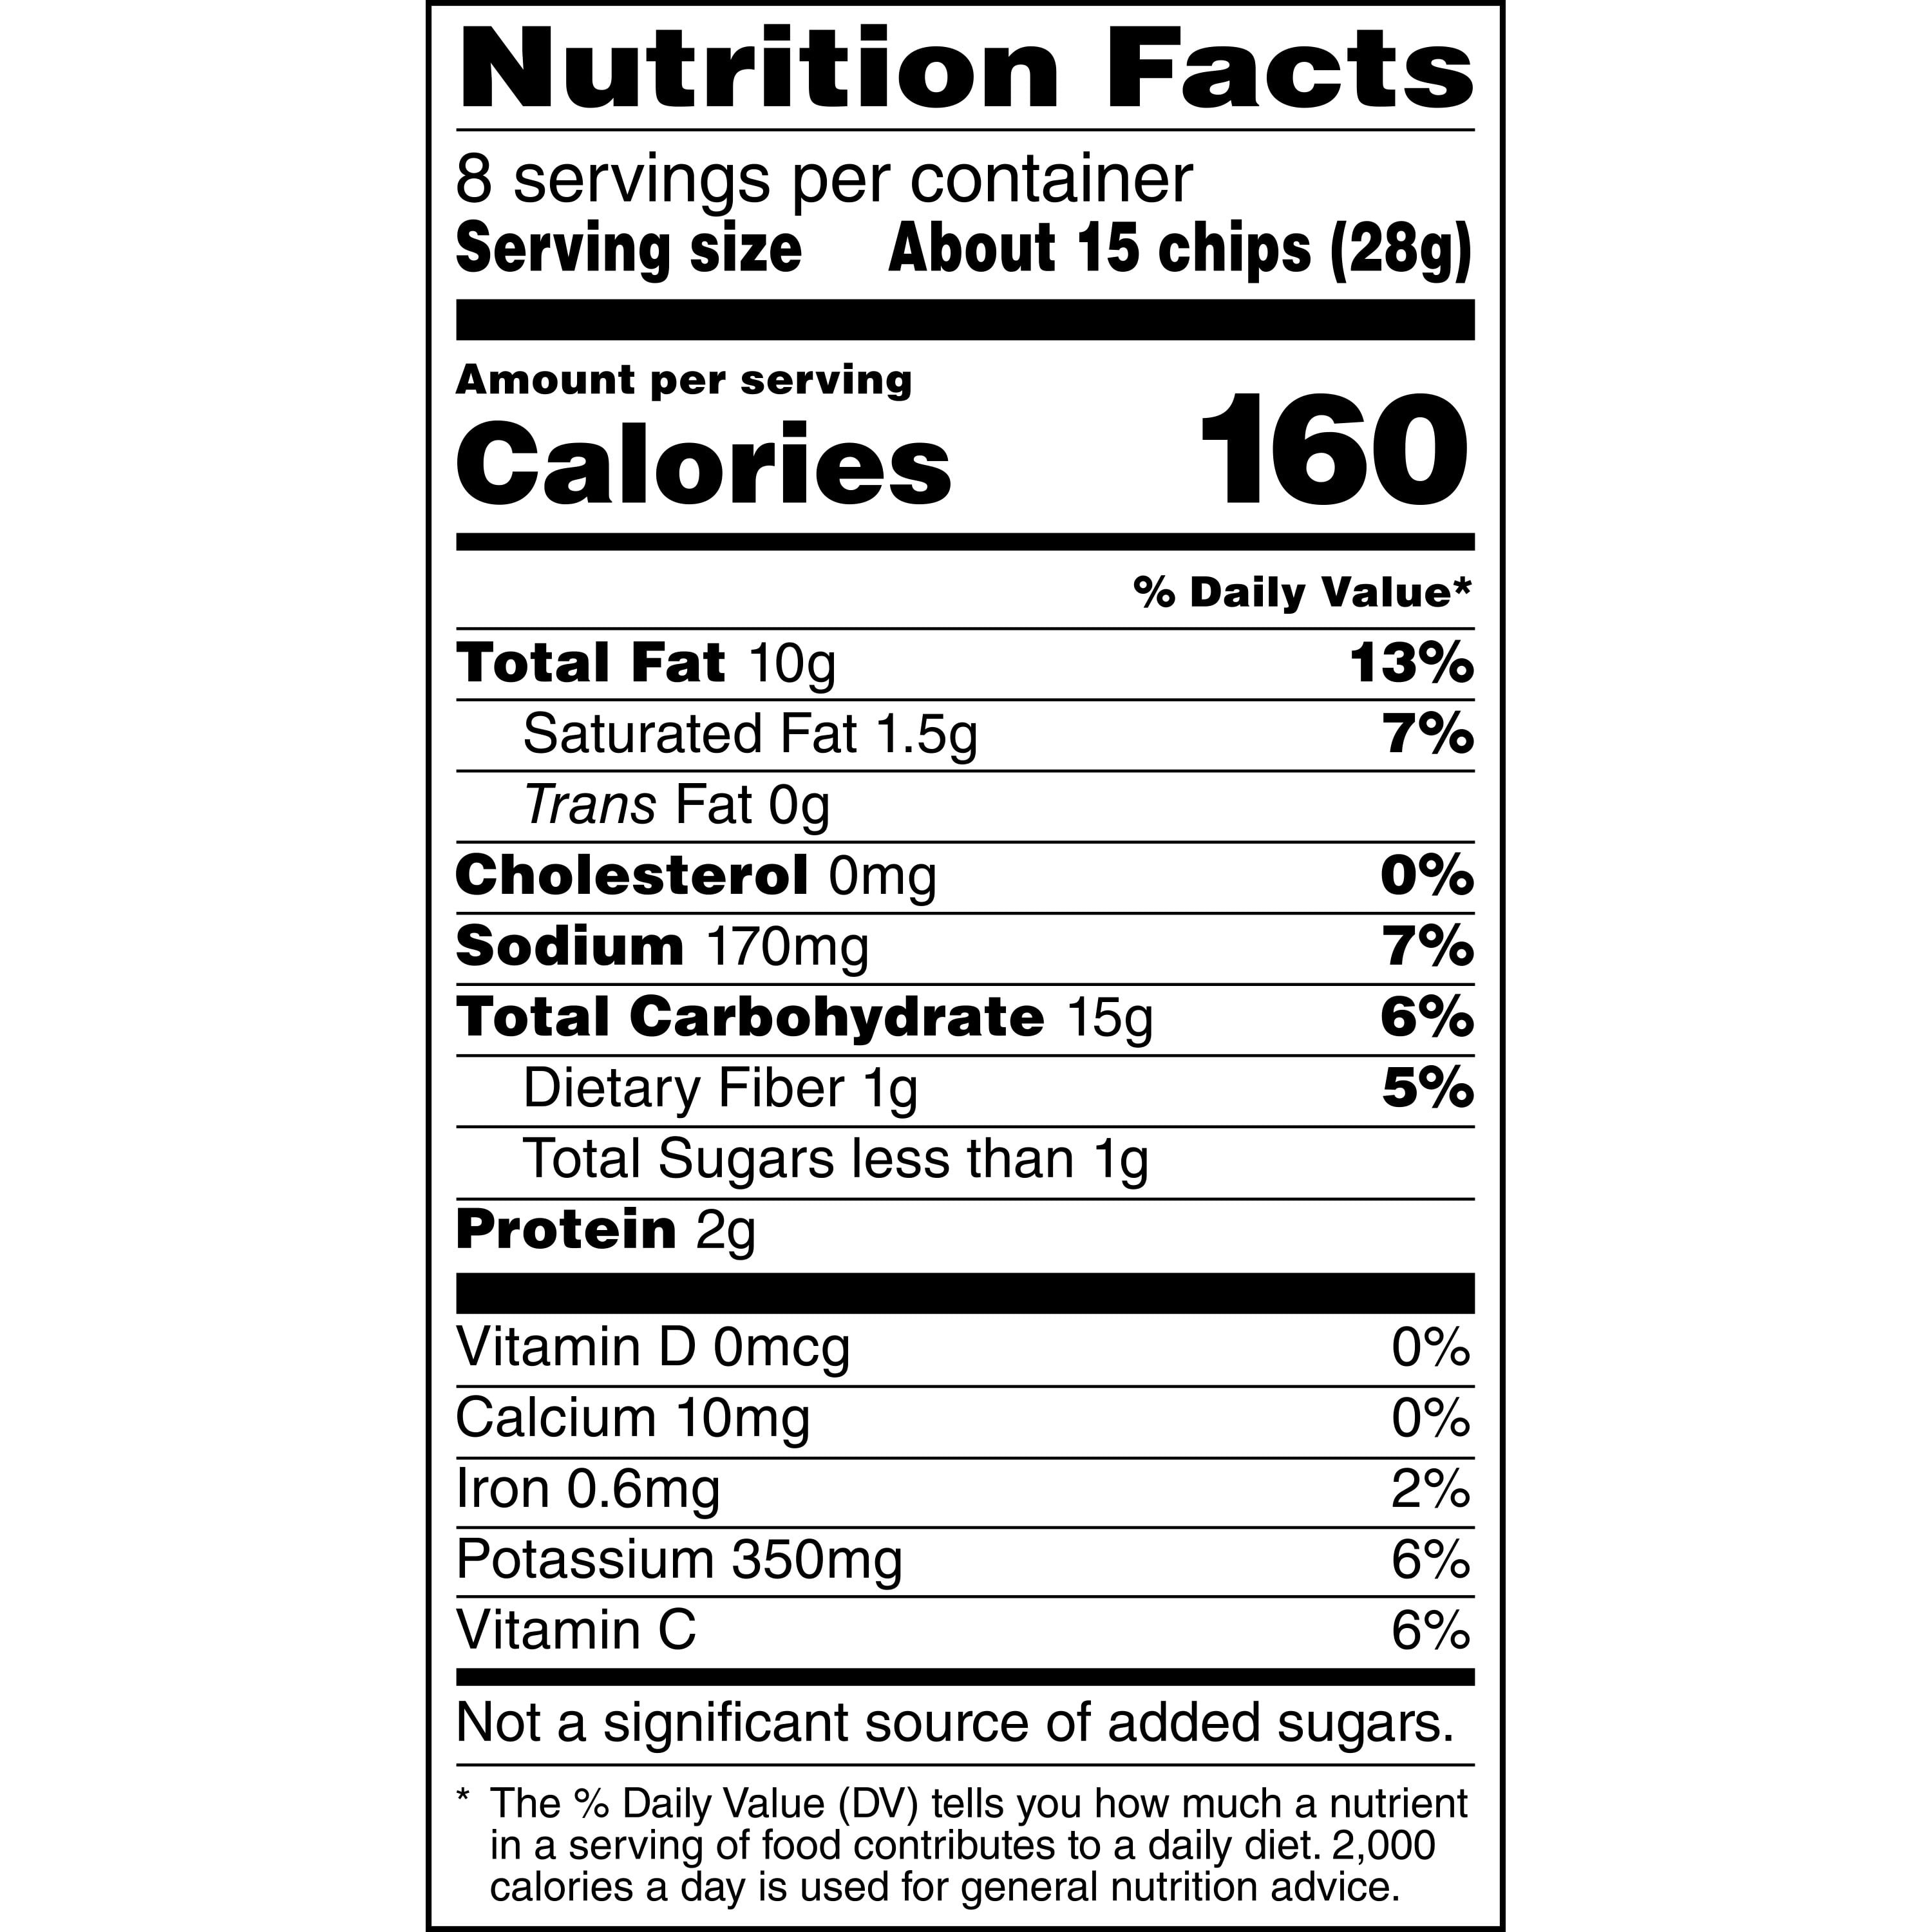 Nutrition Facts
8 servings per container
Serving size About 15 chips (28g)
Amount per serving
Calories 160
% Daily Value*
Total Fat 10g 13%
Saturated Fat 1.5g 7%
Trans Fat 0g
Cholesterol 0mg 0%
Sodium 170mg 7%
Total Carbohydrate 15g 6%
Dietary Fiber 1g 5%
Total Sugars less than 1g
Protein 2g
Vitamin D 0mcg 0%
Calcium 10mg 0%
Iron 0.6mg 2%
Potassium 350mg 6%
Vitamin C 6%
Not a significant source of added sugars.
* The % Daily Value (DV) tells you how much a nutrient
in a serving of food contributes to a daily diet. 2,000
calories a day is used for general nutrition advice.